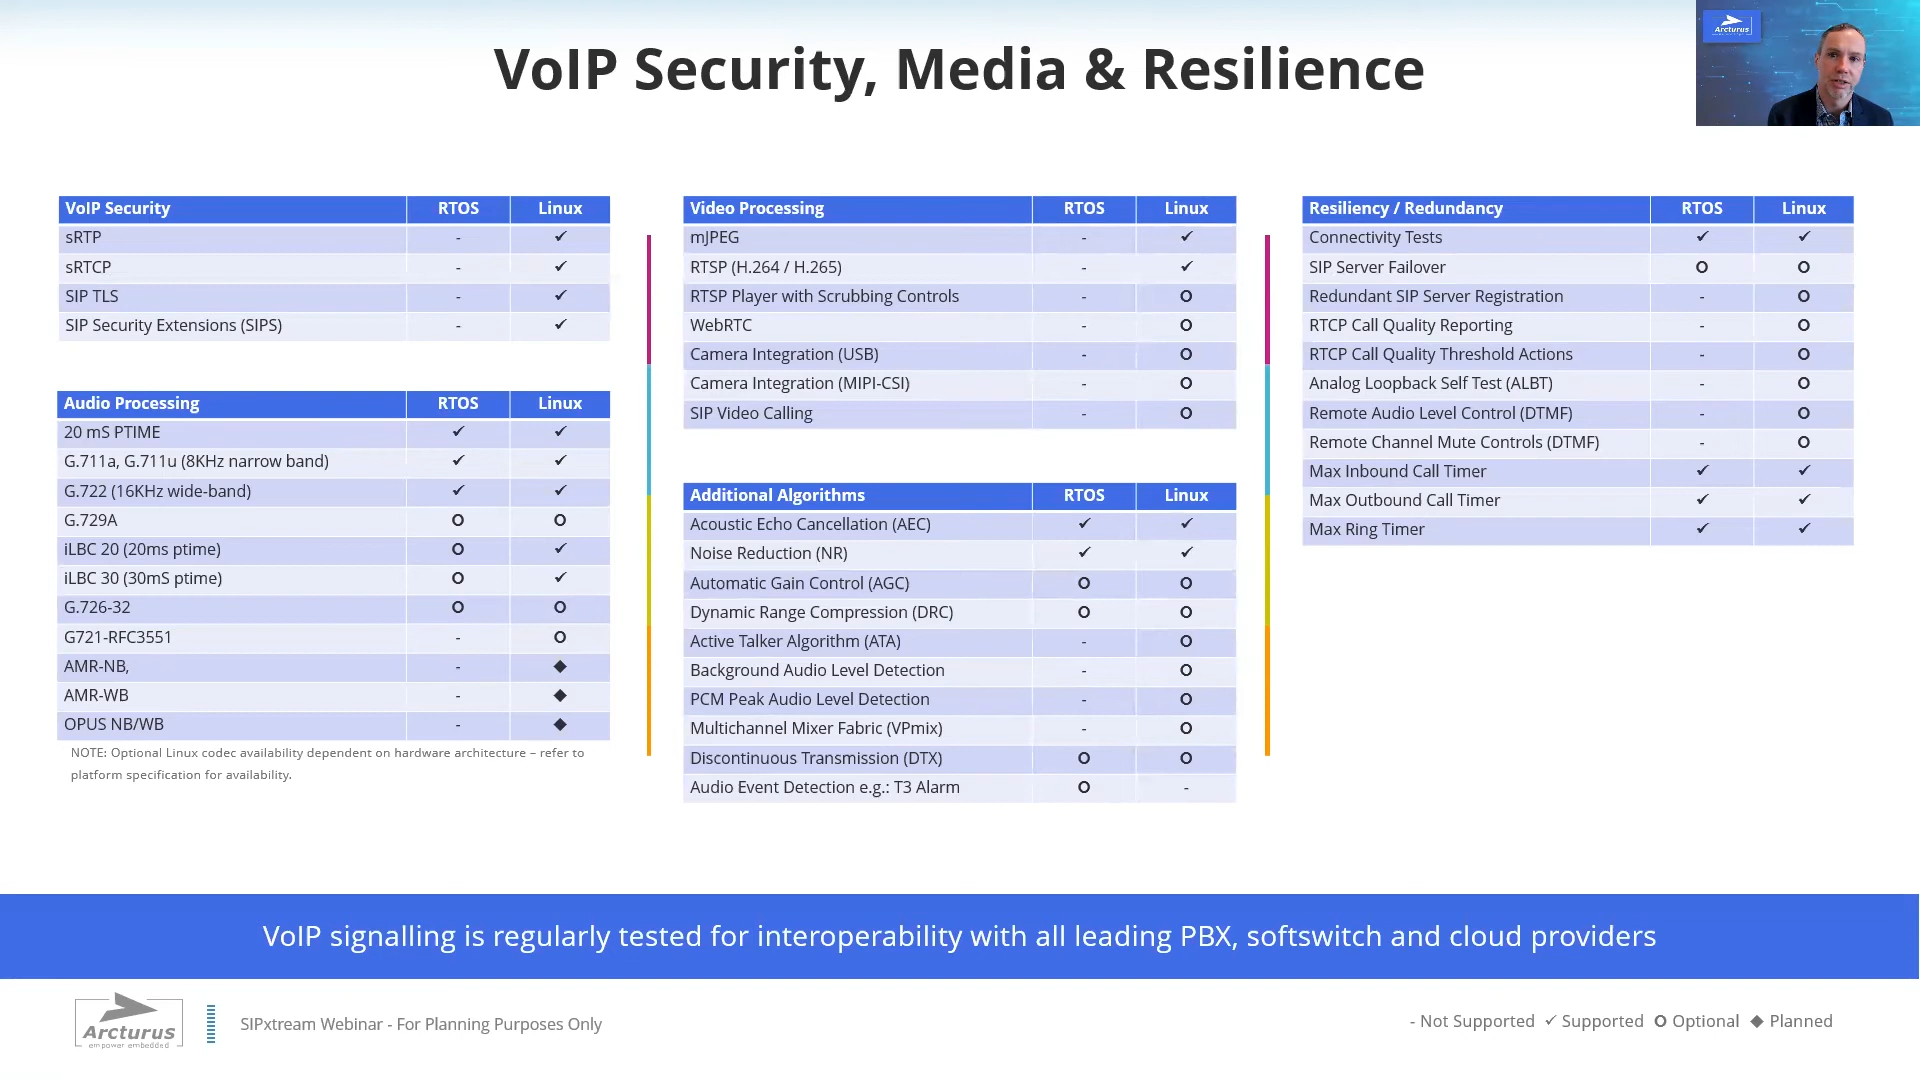 VoIP Security, Media & Resilience
Arcturus
VoIP Security RTOS Linux
sRTP - ✓
sRTCP - ✓
SIP TLS - ✓
SIP Security Extensions (SIPS) - ✓
Audio Processing RTOS Linux
20 mS PTIME ✓ ✓
G.711a, G.711u (8KHz narrow band) ✓ ✓
G.722 (16KHz wide-band) ✓ ✓
G.729A O O
iLBC 20 (20ms ptime) O ✓
iLBC 30 (30mS ptime) O ✓
G.726-32 O O
G721-RFC3551 - O
AMR-NB, - ◆
AMR-WB - ◆
OPUS NB/WB - ◆
NOTE: Optional Linux codec availability dependent on hardware architecture – refer to
platform specification for availability.
Video Processing RTOS Linux
mJPEG - ✓
RTSP (H.264 / H.265) - ✓
RTSP Player with Scrubbing Controls - O
WebRTC - O
Camera Integration (USB) - O
Camera Integration (MIPI-CSI) - O
SIP Video Calling - O
Additional Algorithms RTOS Linux
Acoustic Echo Cancellation (AEC) ✓ ✓
Noise Reduction (NR) ✓ ✓
Automatic Gain Control (AGC) O O
Dynamic Range Compression (DRC) O O
Active Talker Algorithm (ATA) - O
Background Audio Level Detection - O
PCM Peak Audio Level Detection - O
Multichannel Mixer Fabric (VPmix) - O
Discontinuous Transmission (DTX) O O
Audio Event Detection e.g.: T3 Alarm O -
Resiliency / Redundancy RTOS Linux
Connectivity Tests ✓ ✓
SIP Server Failover O O
Redundant SIP Server Registration - O
RTCP Call Quality Reporting - O
RTCP Call Quality Threshold Actions - O
Analog Loopback Self Test (ALBT) - O
Remote Audio Level Control (DTMF) - O
Remote Channel Mute Controls (DTMF) - O
Max Inbound Call Timer ✓ ✓
Max Outbound Call Timer ✓ ✓
Max Ring Timer ✓ ✓
VoIP signalling is regularly tested for interoperability with all leading PBX, softswitch and cloud providers
Arcturus
empower embedded
SIPxtream Webinar - For Planning Purposes Only
- Not Supported ✓ Supported O Optional ◆ Planned